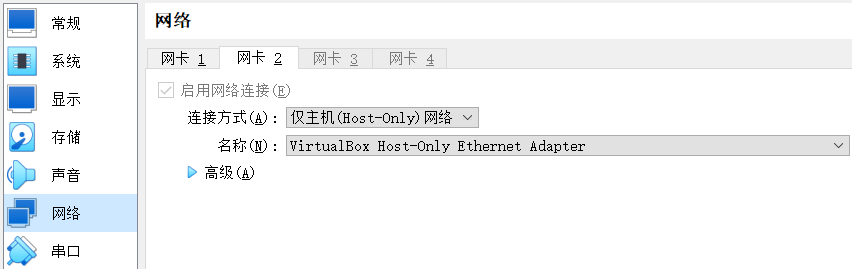 常规
系统
显示
存储
声音
网络
串口
网络
网卡 1 网卡 2 网卡 3 网卡 4
启用网络连接(E)
连接方式(A): 仅主机(Host-Only)网络
名称(N): VirtualBox Host-Only Ethernet Adapter
高级(A)